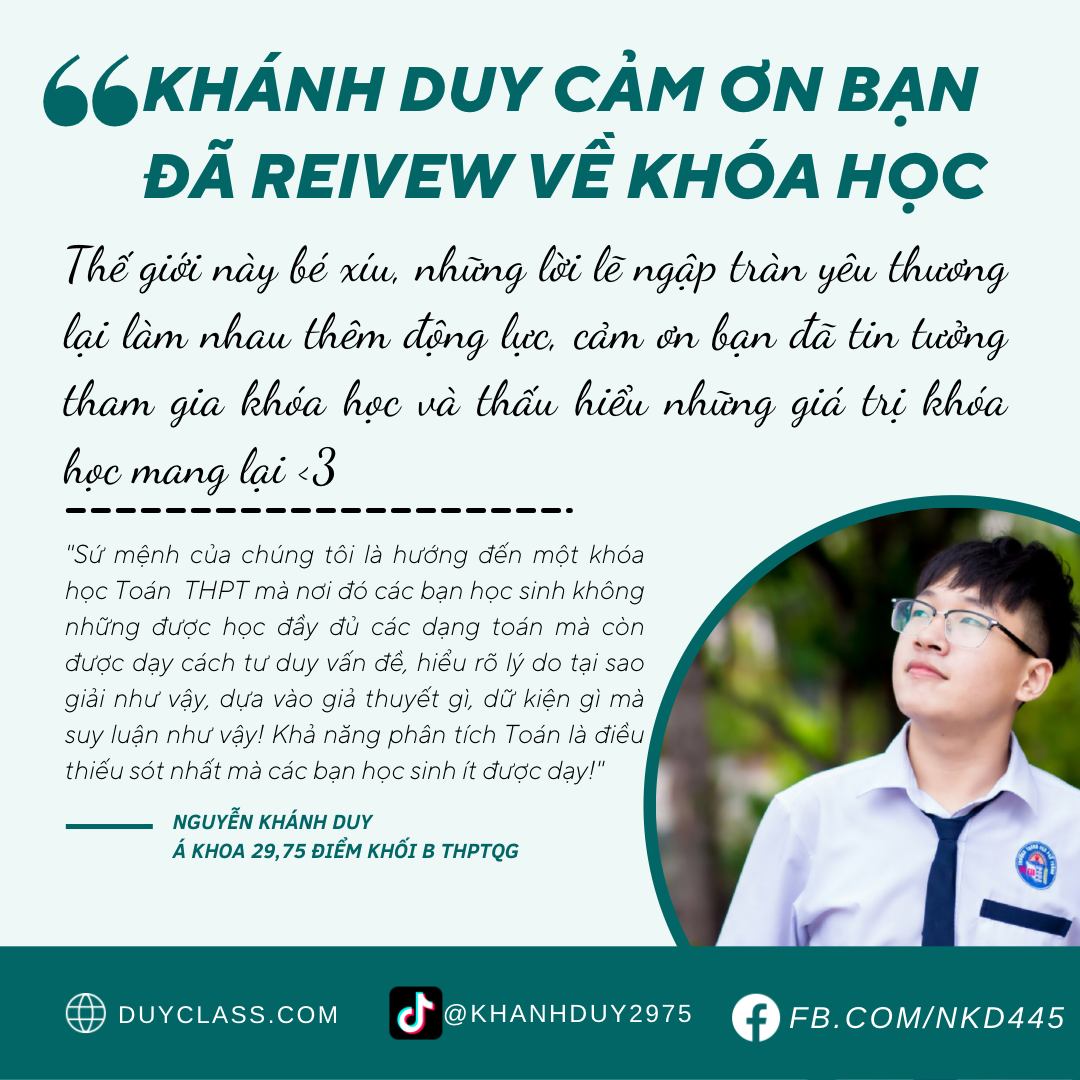 KHÁNH DUY CẢM ƠN BẠN
ĐÃ REIVEW VỀ KHÓA HỌC
Thế giới này bé xíu, những lời lẽ ngập tràn yêu thương
lại làm nhau thêm động lực, cảm ơn bạn đã tin tưởng
tham gia khóa học và thấu hiểu những giá trị khóa
học mang lại <3
"Sứ mệnh của chúng tôi là hướng đến một khóa
học Toán THPT mà nơi đó các bạn học sinh không
những được học đầy đủ các dạng toán mà còn
được dạy cách tư duy vấn đề, hiểu rõ lý do tại sao
giải như vậy, dựa vào giả thuyết gì, dữ kiện gì mà
suy luận như vậy! Khả năng phân tích Toán là điều
thiếu sót nhất mà các bạn học sinh ít được dạy!"
NGUYỄN KHÁNH DUY
Á KHOA 29,75 ĐIỂM KHỐI B THPTQG
DUYCLASS.COM
@KHANHDUY2975
FB.COM/NKD445